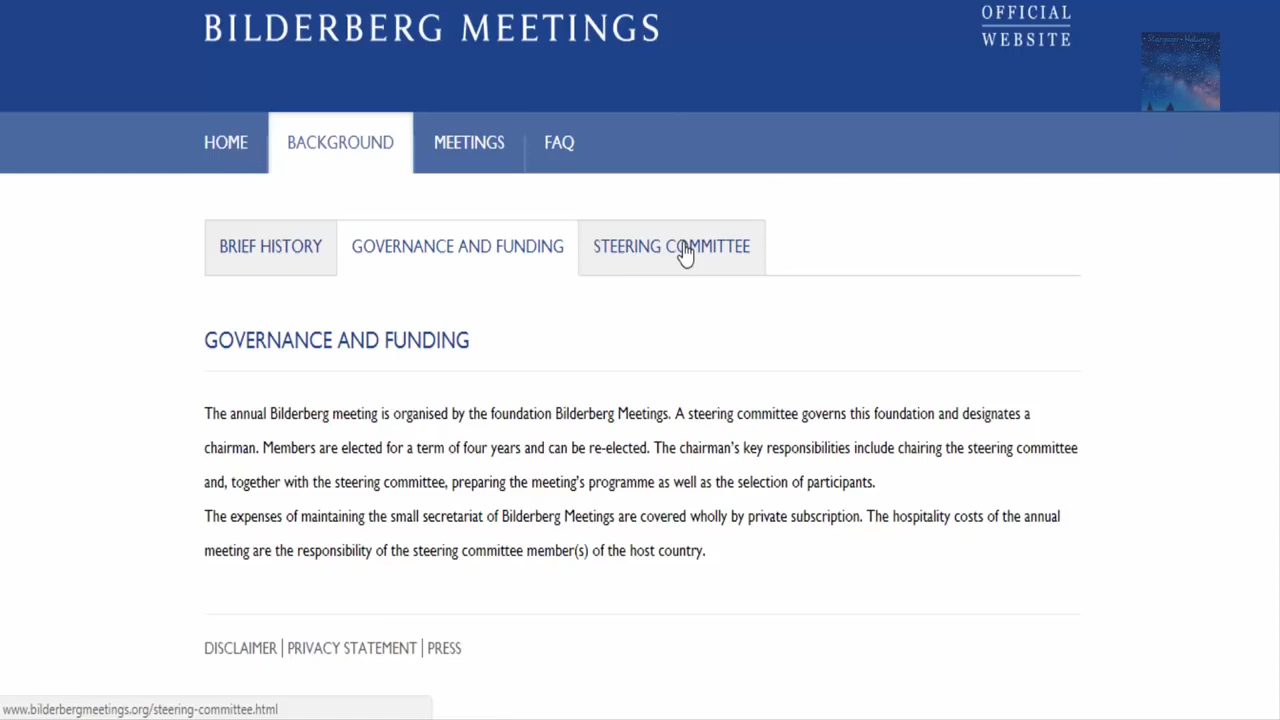 BILDERBERG MEETINGS
OFFICIAL
WEBSITE
HOME
BACKGROUND
MEETINGS
FAQ
BRIEF HISTORY
GOVERNANCE AND FUNDING
STEERING COMMITTEE
GOVERNANCE AND FUNDING
The annual Bilderberg meeting is organised by the foundation Bilderberg Meetings. A steering committee governs this foundation and designates a
chairman. Members are elected for a term of four years and can be re-elected. The chairman's key responsibilities include chairing the steering committee
and, together with the steering committee, preparing the meeting's programme as well as the selection of participants.
The expenses of maintaining the small secretariat of Bilderberg Meetings are covered wholly by private subscription. The hospitality costs of the annual
meeting are the responsibility of the steering committee member(s) of the host country.
DISCLAIMER | PRIVACY STATEMENT | PRESS
www.bilderbergmeetings.org/steering-committee.html